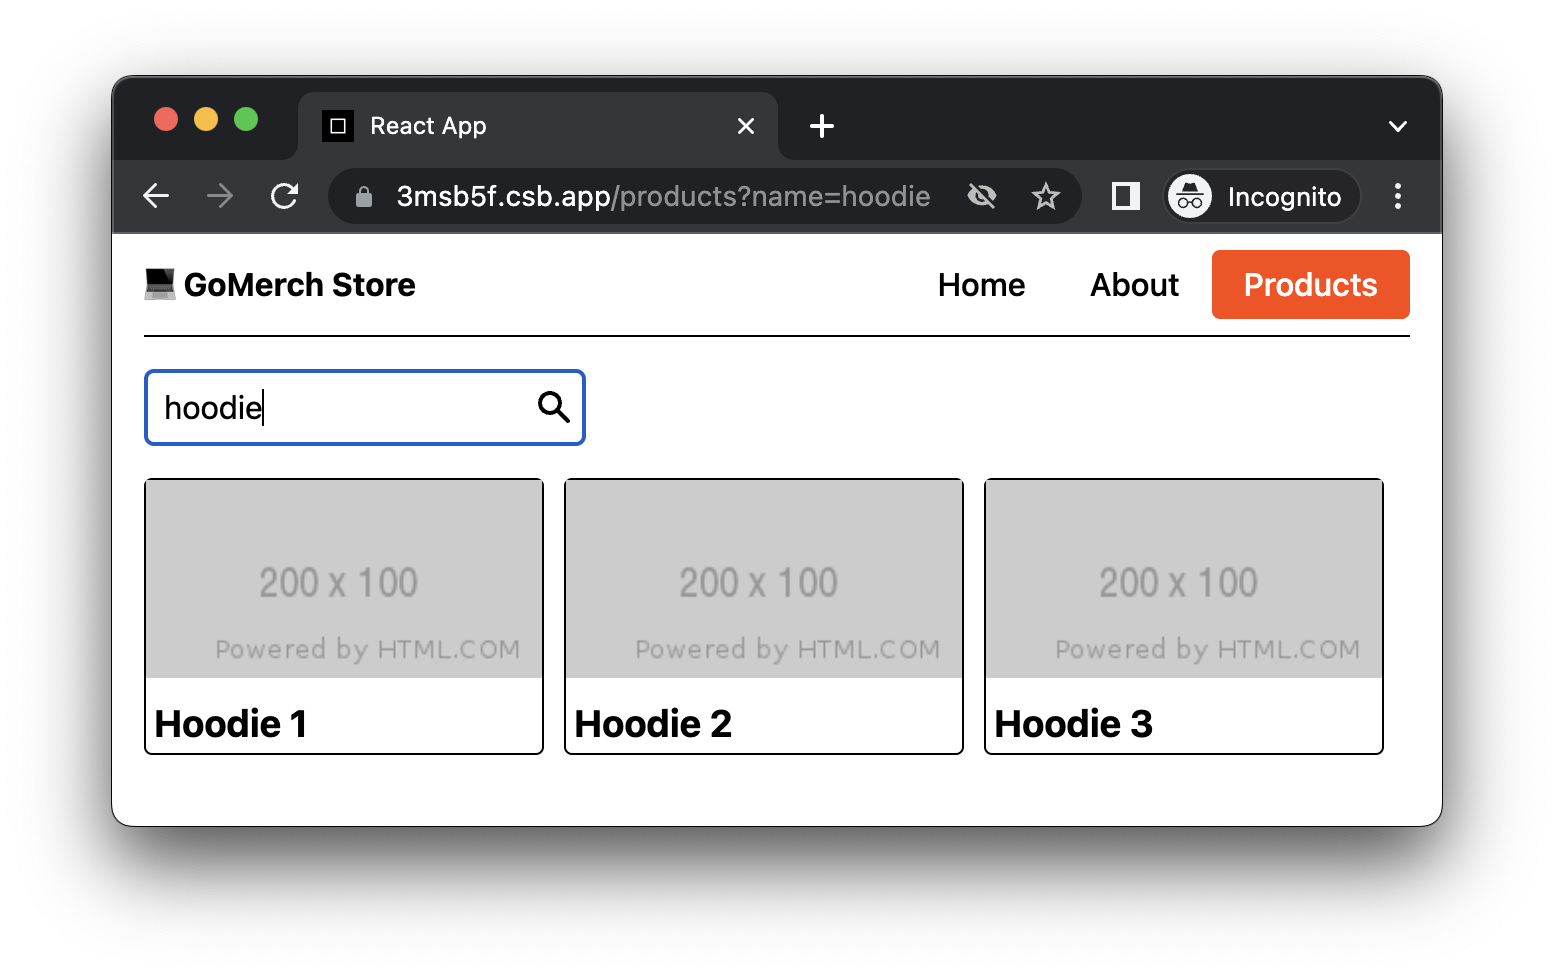 React App
3msb5f.csb.app/products?name=hoodie
Incognito
💻 GoMerch Store
Home
About
Products
hoodie
200 x 100
Powered by HTML.COM
Hoodie 1
200 x 100
Powered by HTML.COM
Hoodie 2
200 x 100
Powered by HTML.COM
Hoodie 3